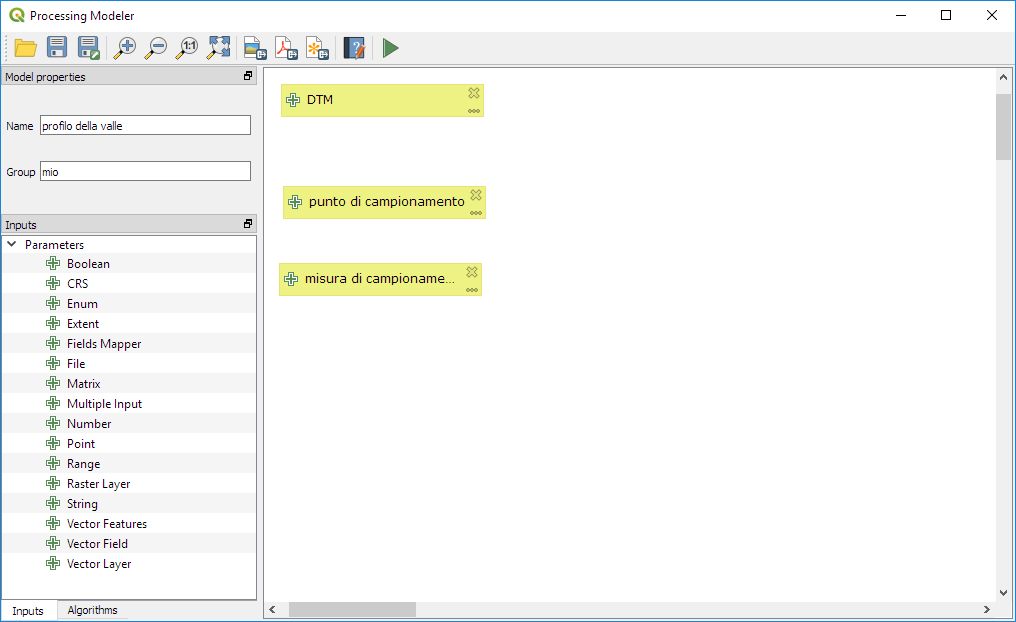 Processing Modeler
1:1
Model properties
Name profilo della valle
Group mio
Inputs
Parameters
Boolean
CRS
Enum
Extent
Fields Mapper
File
Matrix
Multiple Input
Number
Point
Range
Raster Layer
String
Vector Features
Vector Field
Vector Layer
Inputs Algorithms
DTM
punto di campionamento
misura di campioname...